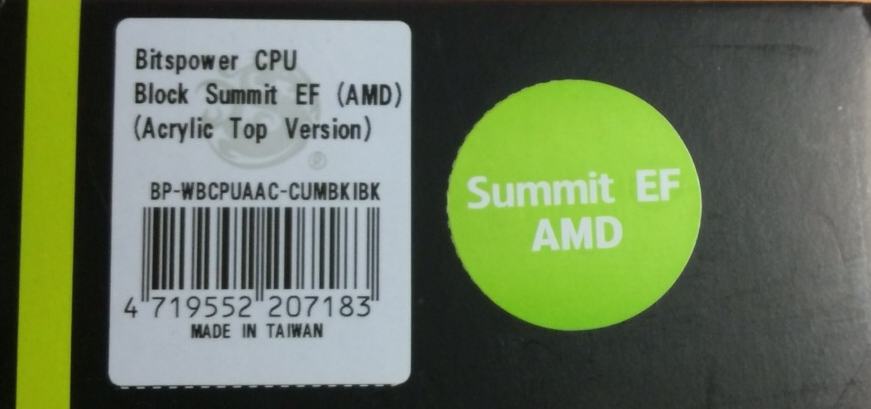 Bitspower CPU
Block Summit EF (AMD)
(Acrylic Top Version)
®
BP-WBCPUAAC-CUMBKIBK
4 719552 207183
MADE IN TAIWAN
Summit EF
AMD